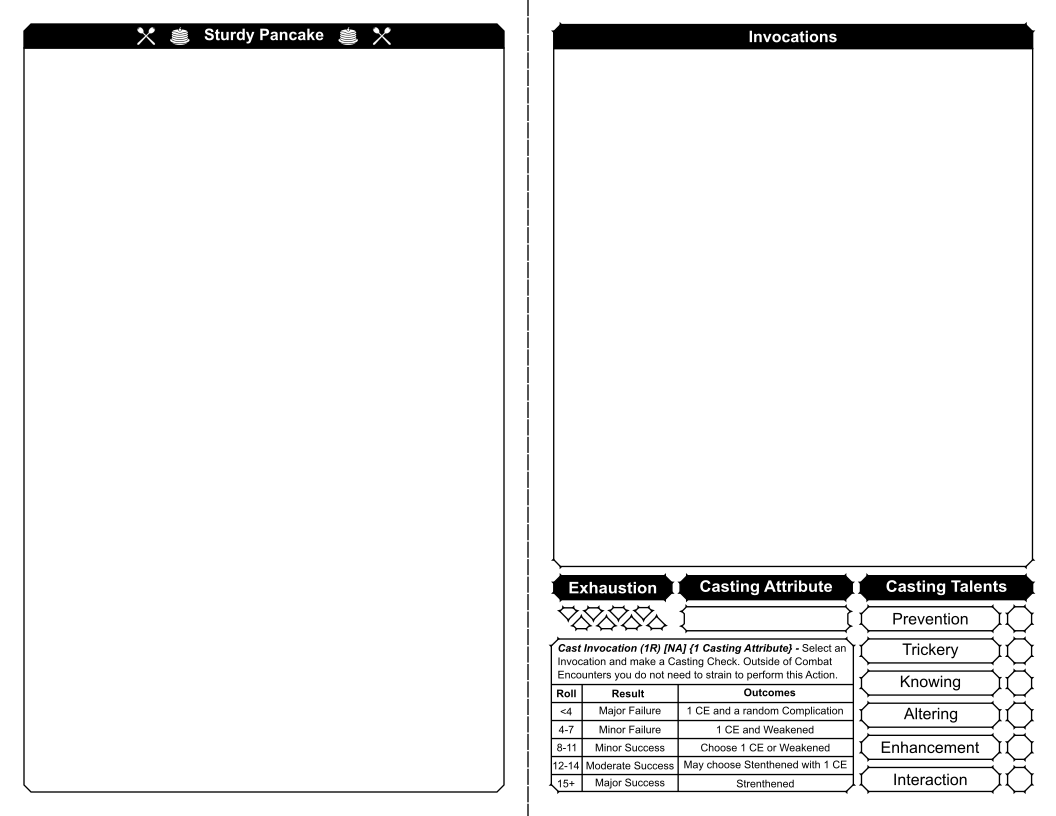 Sturdy Pancake
Invocations
Exhaustion
Casting Attribute
Casting Talents
Prevention
Trickery
Knowing
Altering
Enhancement
Interaction
Cast Invocation (1R) [NA] {1 Casting Attribute} - Select an
Invocation and make a Casting Check. Outside of Combat
Encounters you do not need to strain to perform this Action.
Roll Result Outcomes
<4 Major Failure 1 CE and a random Complication
4-7 Minor Failure 1 CE and Weakened
8-11 Minor Success Choose 1 CE or Weakened
12-14 Moderate Success May choose Stenthened with 1 CE
15+ Major Success Strenthened